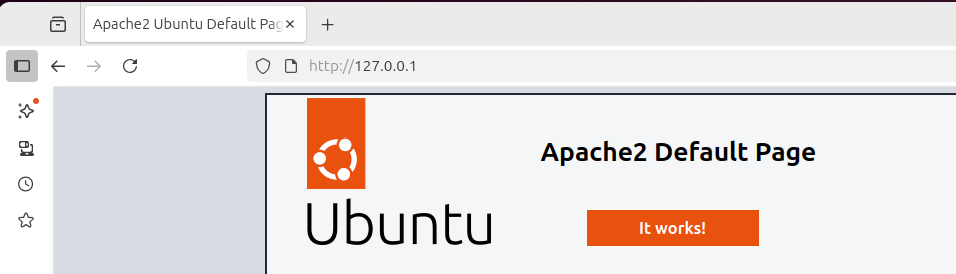 Apache2 Ubuntu Default Pag
http://127.0.0.1
Apache2 Default Page
Ubuntu
It works!